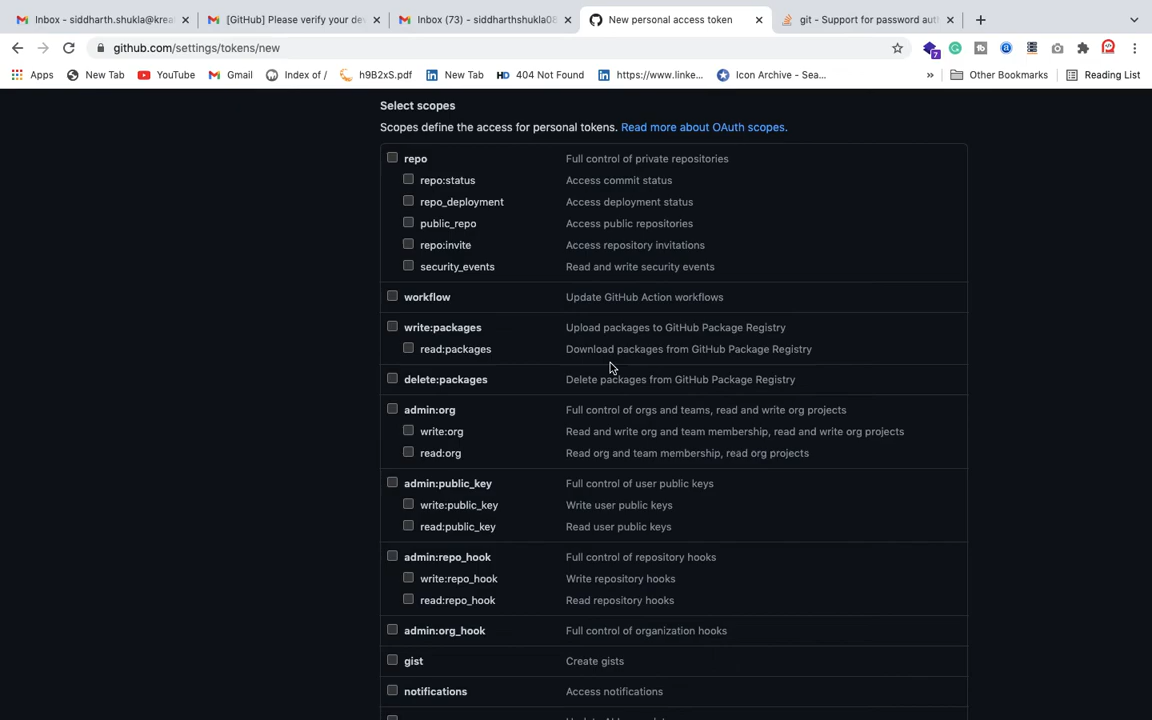 Inbox - siddharth.shukla@krea
[GitHub] Please verify your de
Inbox (73) - siddharthshukla08
New personal access token
git - Support for password aut
github.com/settings/tokens/new
7
Apps New Tab YouTube Gmail Index of / h9B2xS.pdf New Tab HD 404 Not Found https://www.linke... Icon Archive - Sea... » Other Bookmarks Reading List
Select scopes
Scopes define the access for personal tokens. Read more about OAuth scopes.
repo Full control of private repositories
repo:status Access commit status
repo_deployment Access deployment status
public_repo Access public repositories
repo:invite Access repository invitations
security_events Read and write security events
workflow Update GitHub Action workflows
write:packages Upload packages to GitHub Package Registry
read:packages Download packages from GitHub Package Registry
delete:packages Delete packages from GitHub Package Registry
admin:org Full control of orgs and teams, read and write org projects
write:org Read and write org and team membership, read and write org projects
read:org Read org and team membership, read org projects
admin:public_key Full control of user public keys
write:public_key Write user public keys
read:public_key Read user public keys
admin:repo_hook Full control of repository hooks
write:repo_hook Write repository hooks
read:repo_hook Read repository hooks
admin:org_hook Full control of organization hooks
gist Create gists
notifications Access notifications